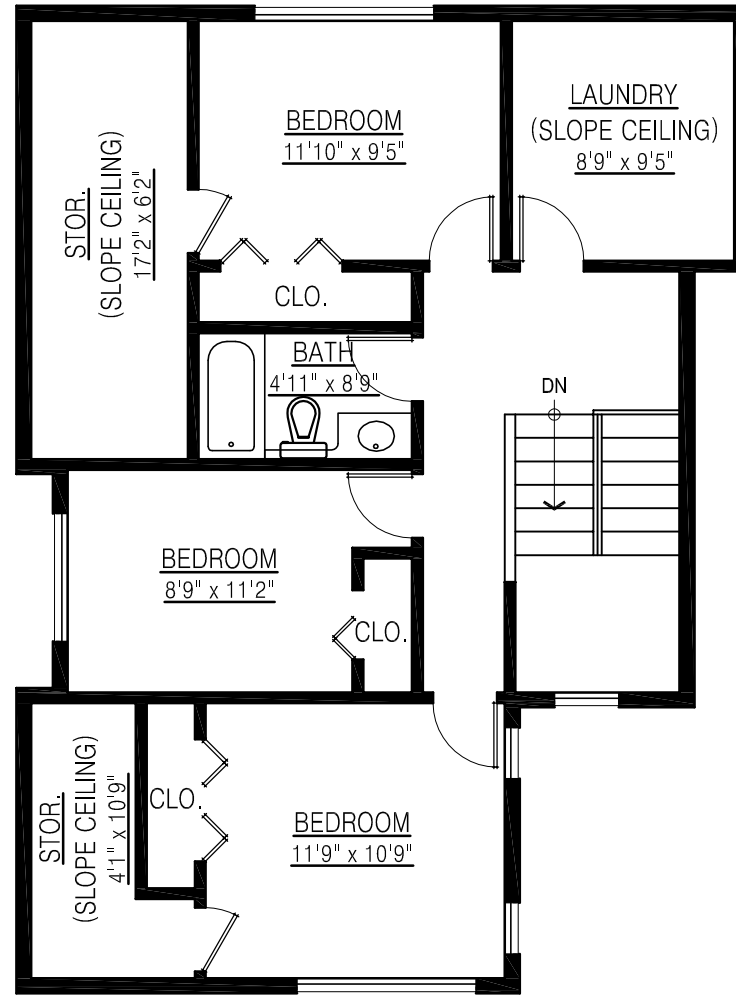 BEDROOM
11'10" x 9'5"
LAUNDRY
(SLOPE CEILING)
8'9" x 9'5"
STOR.
(SLOPE CEILING)
17'2" x 6'2"
CLO.
BATH
4'11" x 8'9"
DN
BEDROOM
8'9" x 11'2"
CLO.
STOR.
(SLOPE CEILING)
4'1" x 10'9"
CLO.
BEDROOM
11'9" x 10'9"